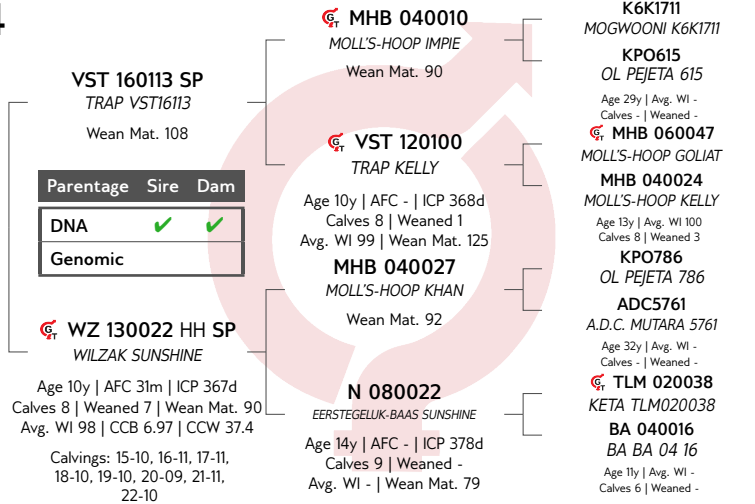 4
VST 160113 SP
TRAP VST16113
Wean Mat. 108
Parentage Sire Dam
DNA ✔ ✔
Genomic
GT WZ 130022 HH SP
WILZAK SUNSHINE
Age 10y | AFC 31m | ICP 367d
Calves 8 | Weaned 7 | Wean Mat. 90
Avg. WI 98 | CCB 6.97 | CCW 37.4
Calvings: 15-10, 16-11, 17-11,
18-10, 19-10, 20-09, 21-11,
22-10
GT MHB 040010
MOLL'S-HOOP IMPIE
Wean Mat. 90
GT VST 120100
TRAP KELLY
Age 10y | AFC - | ICP 368d
Calves 8 | Weaned 1
Avg. WI 99 | Wean Mat. 125
MHB 040027
MOLL'S-HOOP KHAN
Wean Mat. 92
N 080022
EERSTEGELUK-BAAS SUNSHINE
Age 14y | AFC - | ICP 378d
Calves 9 | Weaned -
Avg. WI - | Wean Mat. 79
K6K1711
MOGWOONI K6K1711
KPO615
OL PEJETA 615
Age 29y | Avg. WI -
Calves - | Weaned -
GT MHB 060047
MOLL'S-HOOP GOLIAT
MHB 040024
MOLL'S-HOOP KELLY
Age 13y | Avg. WI 100
Calves 8 | Weaned 3
KPO786
OL PEJETA 786
ADC5761
A.D.C. MUTARA 5761
Age 32y | Avg. WI -
Calves - | Weaned -
GT TLM 020038
KETA TLM020038
BA 040016
BA BA 04 16
Age 11y | Avg. WI -
Calves 6 | Weaned -